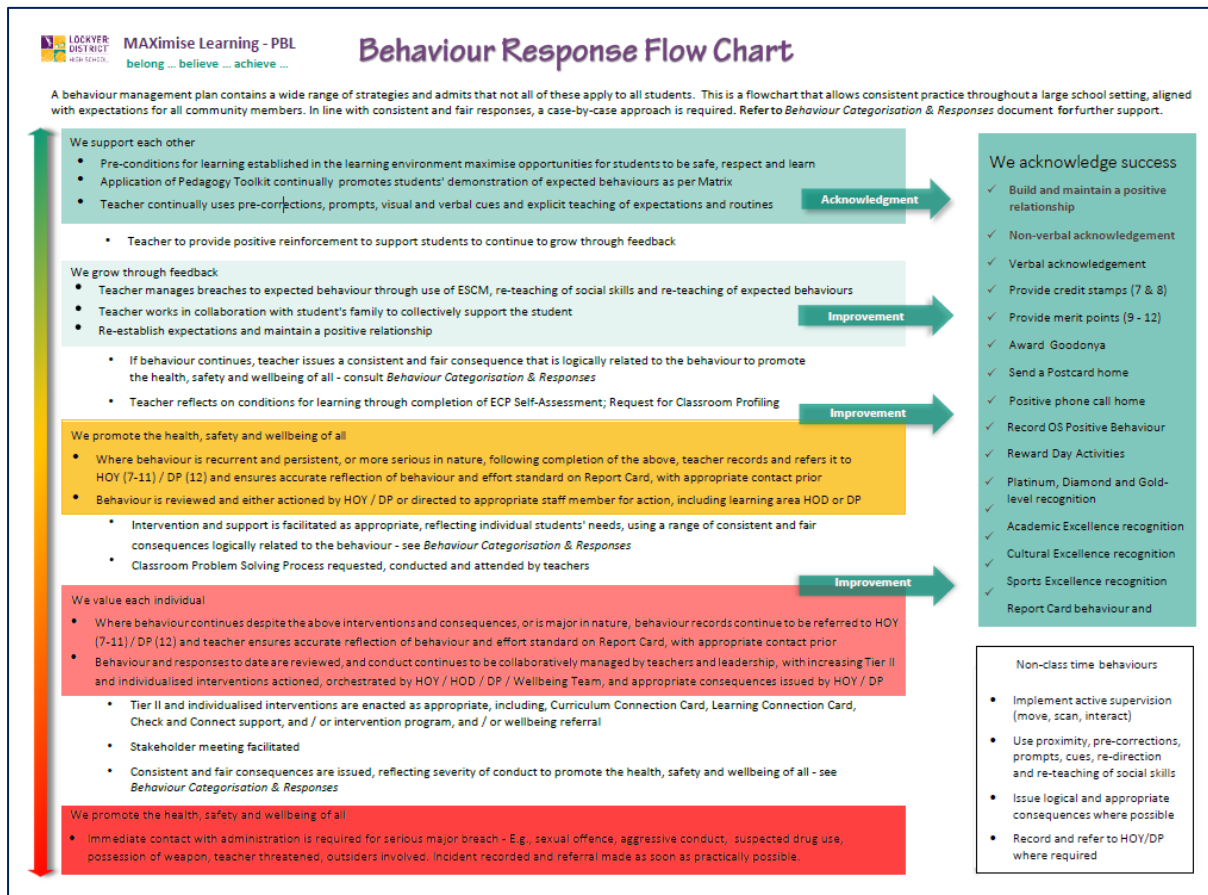 LOCKYER
DISTRICT
HIGH SCHOOL
MAXimise Learning - PBL
belong ... believe ... achieve ...
Behaviour Response Flow Chart
A behaviour management plan contains a wide range of strategies and admits that not all of these apply to all students. This is a flowchart that allows consistent practice throughout a large school setting, aligned
with expectations for all community members. In line with consistent and fair responses, a case-by-case approach is required. Refer to Behaviour Categorisation & Responses document for further support.
We support each other
• Pre-conditions for learning established in the learning environment maximise opportunities for students to be safe, respect and learn
• Application of Pedagogy Toolkit continually promotes students' demonstration of expected behaviours as per Matrix
• Teacher continually uses pre-corrections, prompts, visual and verbal cues and explicit teaching of expectations and routines
Acknowledgment
• Teacher to provide positive reinforcement to support students to continue to grow through feedback
We grow through feedback
• Teacher manages breaches to expected behaviour through use of ESCM, re-teaching of social skills and re-teaching of expected behaviours
• Teacher works in collaboration with student's family to collectively support the student
• Re-establish expectations and maintain a positive relationship
Improvement
• If behaviour continues, teacher issues a consistent and fair consequence that is logically related to the behaviour to promote
the health, safety and wellbeing of all - consult Behaviour Categorisation & Responses
• Teacher reflects on conditions for learning through completion of ECP Self-Assessment; Request for Classroom Profiling
Improvement
We promote the health, safety and wellbeing of all
• Where behaviour is recurrent and persistent, or more serious in nature, following completion of the above, teacher records and refers it to
HOY (7-11) / DP (12) and ensures accurate reflection of behaviour and effort standard on Report Card, with appropriate contact prior
• Behaviour is reviewed and either actioned by HOY / DP or directed to appropriate staff member for action, including learning area HOD or DP
• Intervention and support is facilitated as appropriate, reflecting individual students' needs, using a range of consistent and fair
consequences logically related to the behaviour - see Behaviour Categorisation & Responses
• Classroom Problem Solving Process requested, conducted and attended by teachers
Improvement
We value each individual
• Where behaviour continues despite the above interventions and consequences, or is major in nature, behaviour records continue to be referred to HOY
(7-11) / DP (12) and teacher ensures accurate reflection of behaviour and effort standard on Report Card, with appropriate contact prior
• Behaviour and responses to date are reviewed, and conduct continues to be collaboratively managed by teachers and leadership, with increasing Tier II
and individualised interventions actioned, orchestrated by HOY / HOD / DP / Wellbeing Team, and appropriate consequences issued by HOY / DP
• Tier II and individualised interventions are enacted as appropriate, including, Curriculum Connection Card, Learning Connection Card,
Check and Connect support, and / or intervention program, and / or wellbeing referral
• Stakeholder meeting facilitated
• Consistent and fair consequences are issued, reflecting severity of conduct to promote the health, safety and wellbeing of all - see
Behaviour Categorisation & Responses
We promote the health, safety and wellbeing of all
• Immediate contact with administration is required for serious major breach - E.g., sexual offence, aggressive conduct, suspected drug use,
possession of weapon, teacher threatened, outsiders involved. Incident recorded and referral made as soon as practically possible.
We acknowledge success
✓ Build and maintain a positive
relationship
✓ Non-verbal acknowledgement
✓ Verbal acknowledgement
✓ Provide credit stamps (7 & 8)
✓ Provide merit points (9 - 12)
✓ Award Goodonya
✓ Send a Postcard home
✓ Positive phone call home
✓ Record OS Positive Behaviour
✓ Reward Day Activities
✓ Platinum, Diamond and Gold-
level recognition
✓ Academic Excellence recognition
✓ Cultural Excellence recognition
✓ Sports Excellence recognition
Report Card behaviour and
Non-class time behaviours
• Implement active supervision
(move, scan, interact)
• Use proximity, pre-corrections,
prompts, cues, re-direction
and re-teaching of social skills
• Issue logical and appropriate
consequences where possible
• Record and refer to HOY/DP
where required